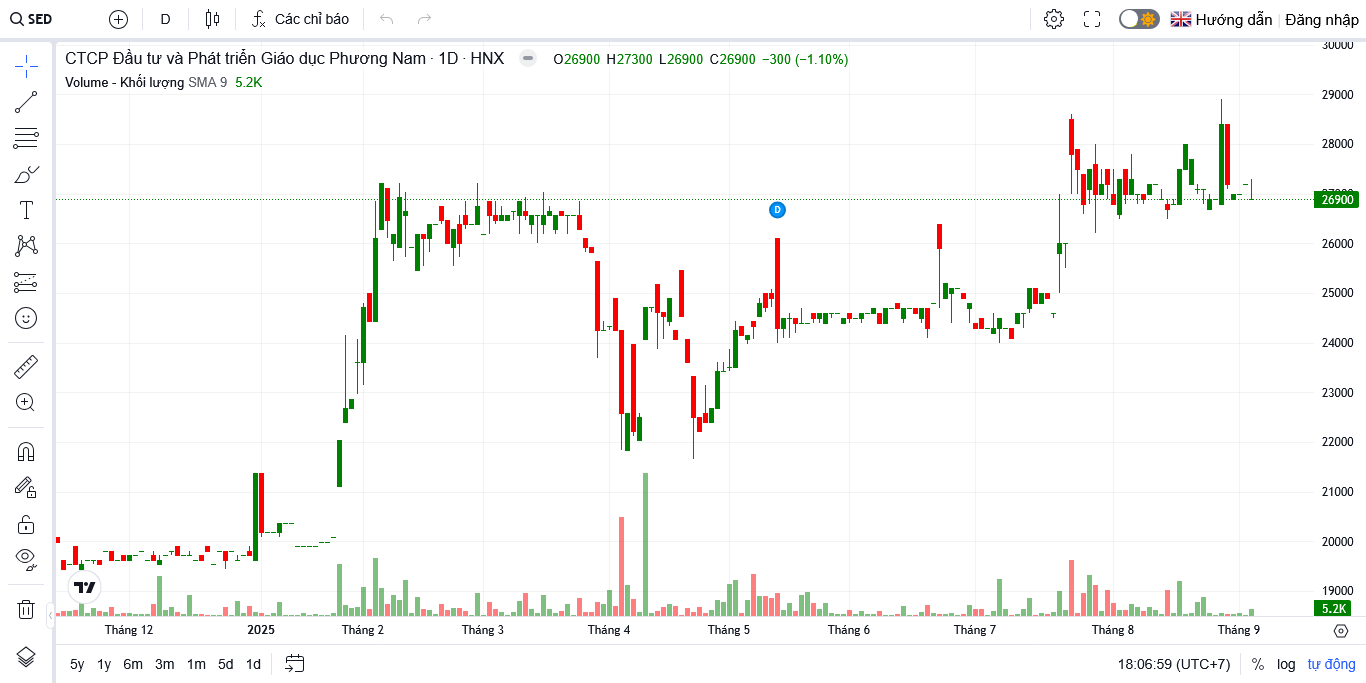 SED D Các chỉ báo Hướng dẫn Đăng nhập
CTCP Đầu tư và Phát triển Giáo dục Phương Nam · 1D · HNX O26900 H27300 L26900 C26900 −300 (−1.10%)
Volume - Khối lượng SMA 9 5.2K
30000
29000
28000
27000
26900
26000
25000
24000
23000
22000
21000
20000
19000
5.2K
D
Tháng 12 2025 Tháng 2 Tháng 3 Tháng 4 Tháng 5 Tháng 6 Tháng 7 Tháng 8 Tháng 9
5y 1y 6m 3m 1m 5d 1d 18:06:59 (UTC+7) % log tự động